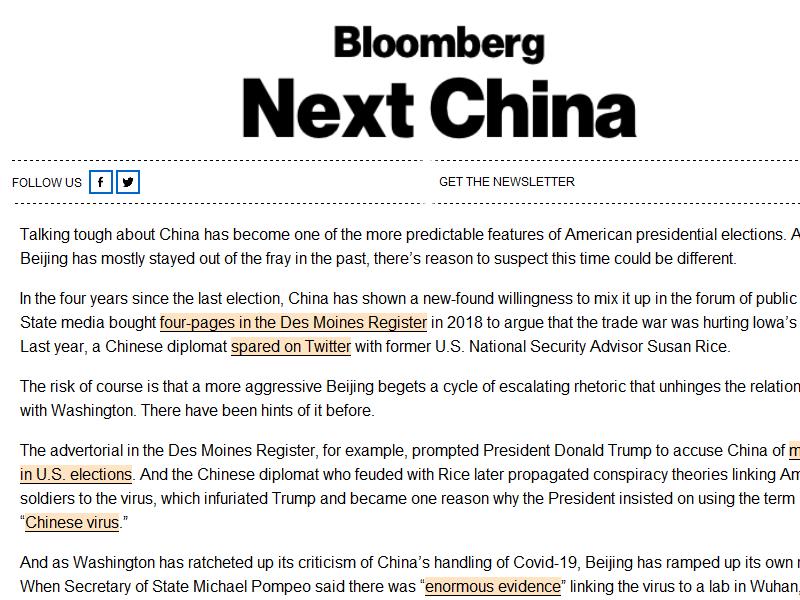 Bloomberg
Next China
FOLLOW US
GET THE NEWSLETTER
Talking tough about China has become one of the more predictable features of American presidential elections.
Beijing has mostly stayed out of the fray in the past, there’s reason to suspect this time could be different.
In the four years since the last election, China has shown a new-found willingness to mix it up in the forum of public
State media bought four-pages in the Des Moines Register in 2018 to argue that the trade war was hurting Iowa’s
Last year, a Chinese diplomat spared on Twitter with former U.S. National Security Advisor Susan Rice.
The risk of course is that a more aggressive Beijing begets a cycle of escalating rhetoric that unhinges the
with Washington. There have been hints of it before.
The advertorial in the Des Moines Register, for example, prompted President Donald Trump to accuse China of
in U.S. elections. And the Chinese diplomat who feuded with Rice later propagated conspiracy theories linking
soldiers to the virus, which infuriated Trump and became one reason why the President insisted on using the term
“Chinese virus.”
And as Washington has ratcheted up its criticism of China’s handling of Covid-19, Beijing has ramped up its own
When Secretary of State Michael Pompeo said there was “enormous evidence” linking the virus to a lab in Wuhan,